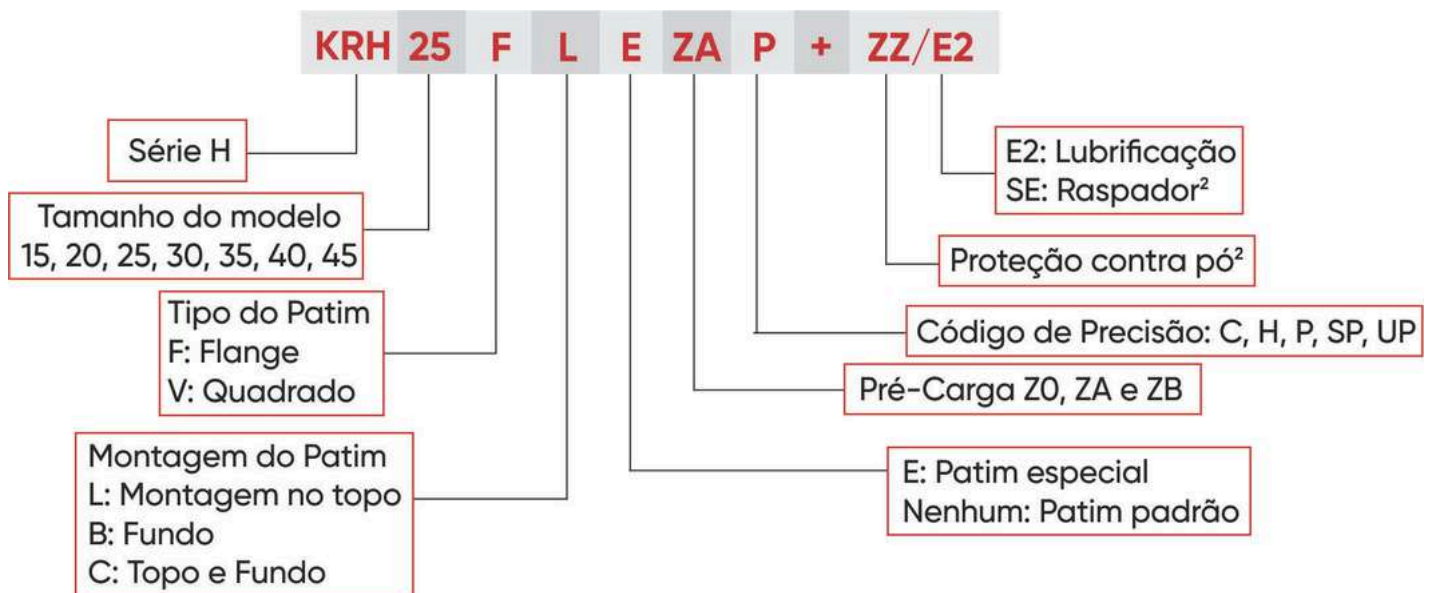 KRH 25 F L E ZA P + ZZ/E2
Série H
Tamanho do modelo
15, 20, 25, 30, 35, 40, 45
Tipo do Patim
F: Flange
V: Quadrado
Montagem do Patim
L: Montagem no topo
B: Fundo
C: Topo e Fundo
E2: Lubrificação
SE: Raspador²
Proteção contra pó²
Código de Precisão: C, H, P, SP, UP
Pré-Carga Z0, ZA e ZB
E: Patim especial
Nenhum: Patim padrão